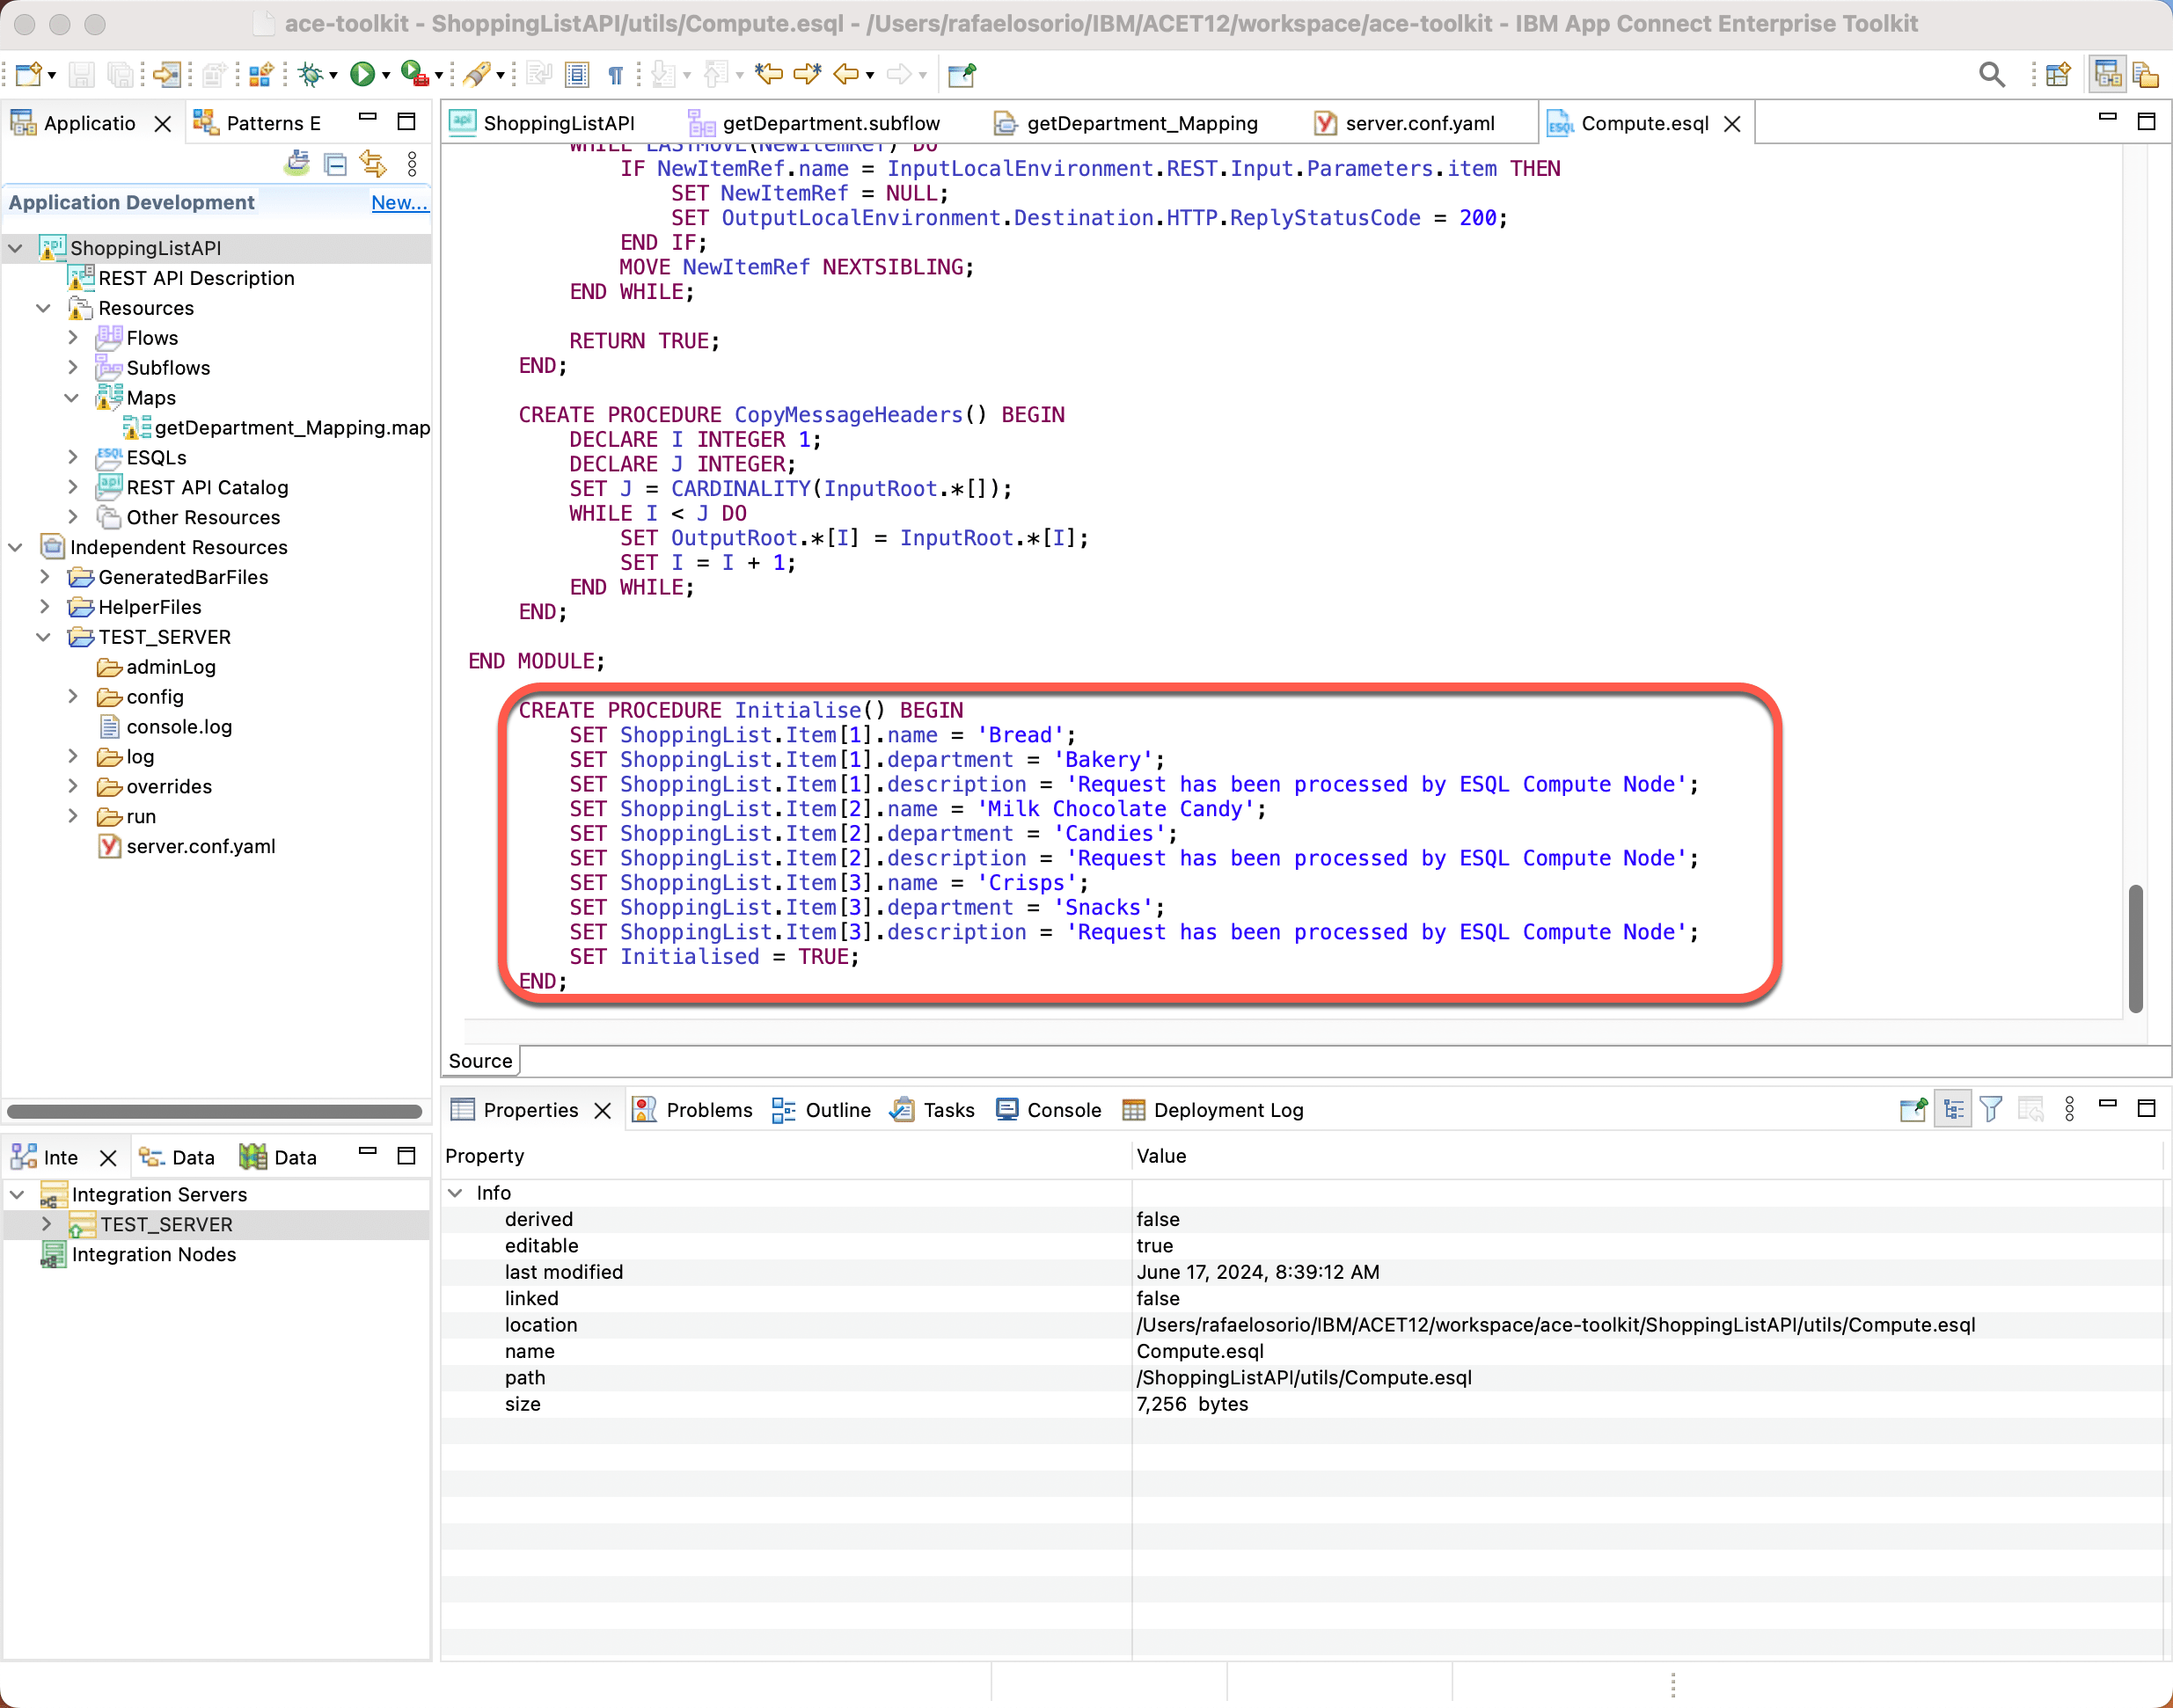 ace-toolkit - ShoppingListAPI/utils/Compute.esql - /Users/rafaelosorio/IBM/ACET12/workspace/ace-toolkit - IBM App Connect Enterprise Toolkit
Applicatio
Patterns E
Application Development
New...
ShoppingListAPI
REST API Description
Resources
Flows
Subflows
Maps
getDepartment_Mapping.map
ESQLs
REST API Catalog
Other Resources
Independent Resources
GeneratedBarFiles
HelperFiles
TEST_SERVER
adminLog
config
console.log
log
overrides
run
server.conf.yaml
ShoppingListAPI
getDepartment.subflow
getDepartment_Mapping
server.conf.yaml
Compute.esql
WHILE LASTMOVE(NewItemRef) DO
IF NewItemRef.name = InputLocalEnvironment.REST.Input.Parameters.item THEN
SET NewItemRef = NULL;
SET OutputLocalEnvironment.Destination.HTTP.ReplyStatusCode = 200;
END IF;
MOVE NewItemRef NEXTSIBLING;
END WHILE;
RETURN TRUE;
END;
CREATE PROCEDURE CopyMessageHeaders() BEGIN
DECLARE I INTEGER 1;
DECLARE J INTEGER;
SET J = CARDINALITY(InputRoot.*[]);
WHILE I < J DO
SET OutputRoot.*[I] = InputRoot.*[I];
SET I = I + 1;
END WHILE;
END;
END MODULE;
CREATE PROCEDURE Initialise() BEGIN
SET ShoppingList.Item[1].name = 'Bread';
SET ShoppingList.Item[1].department = 'Bakery';
SET ShoppingList.Item[1].description = 'Request has been processed by ESQL Compute Node';
SET ShoppingList.Item[2].name = 'Milk Chocolate Candy';
SET ShoppingList.Item[2].department = 'Candies';
SET ShoppingList.Item[2].description = 'Request has been processed by ESQL Compute Node';
SET ShoppingList.Item[3].name = 'Crisps';
SET ShoppingList.Item[3].department = 'Snacks';
SET ShoppingList.Item[3].description = 'Request has been processed by ESQL Compute Node';
SET Initialised = TRUE;
END;
Source
Inte
Data
Data
Integration Servers
TEST_SERVER
Integration Nodes
Properties
Problems
Outline
Tasks
Console
Deployment Log
Property Value
Info
derived false
editable true
last modified June 17, 2024, 8:39:12 AM
linked false
location /Users/rafaelosorio/IBM/ACET12/workspace/ace-toolkit/ShoppingListAPI/utils/Compute.esql
name Compute.esql
path /ShoppingListAPI/utils/Compute.esql
size 7,256 bytes